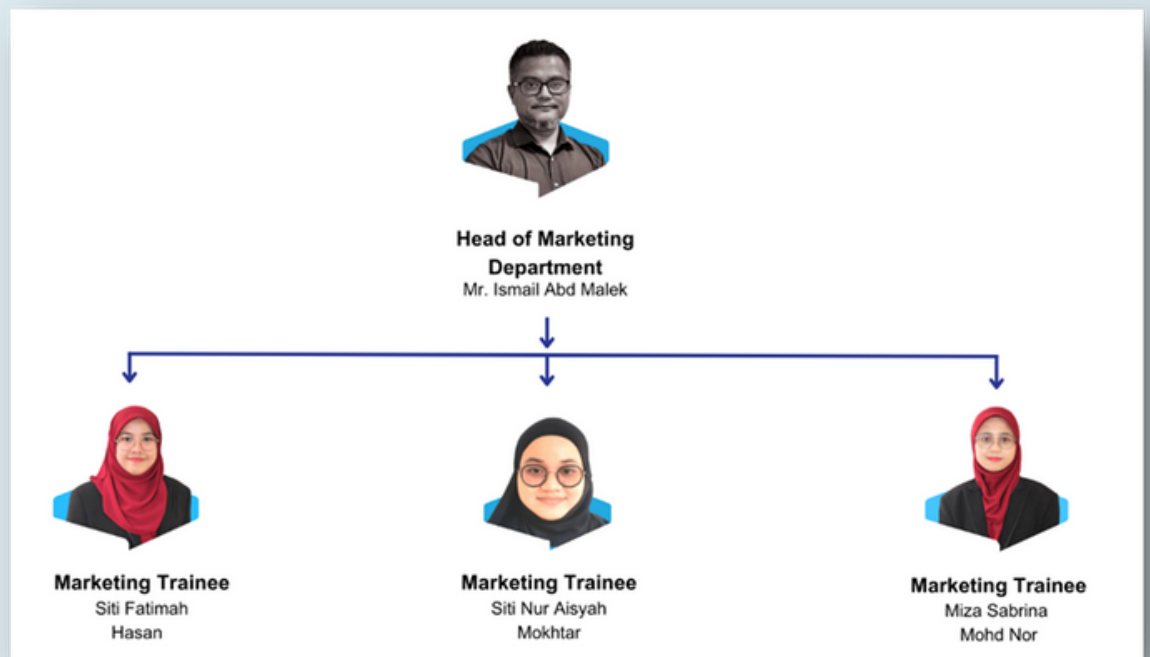 Head of Marketing
Department
Mr. Ismail Abd Malek
Marketing Trainee
Siti Fatimah
Hasan
Marketing Trainee
Siti Nur Aisyah
Mokhtar
Marketing Trainee
Miza Sabrina
Mohd Nor